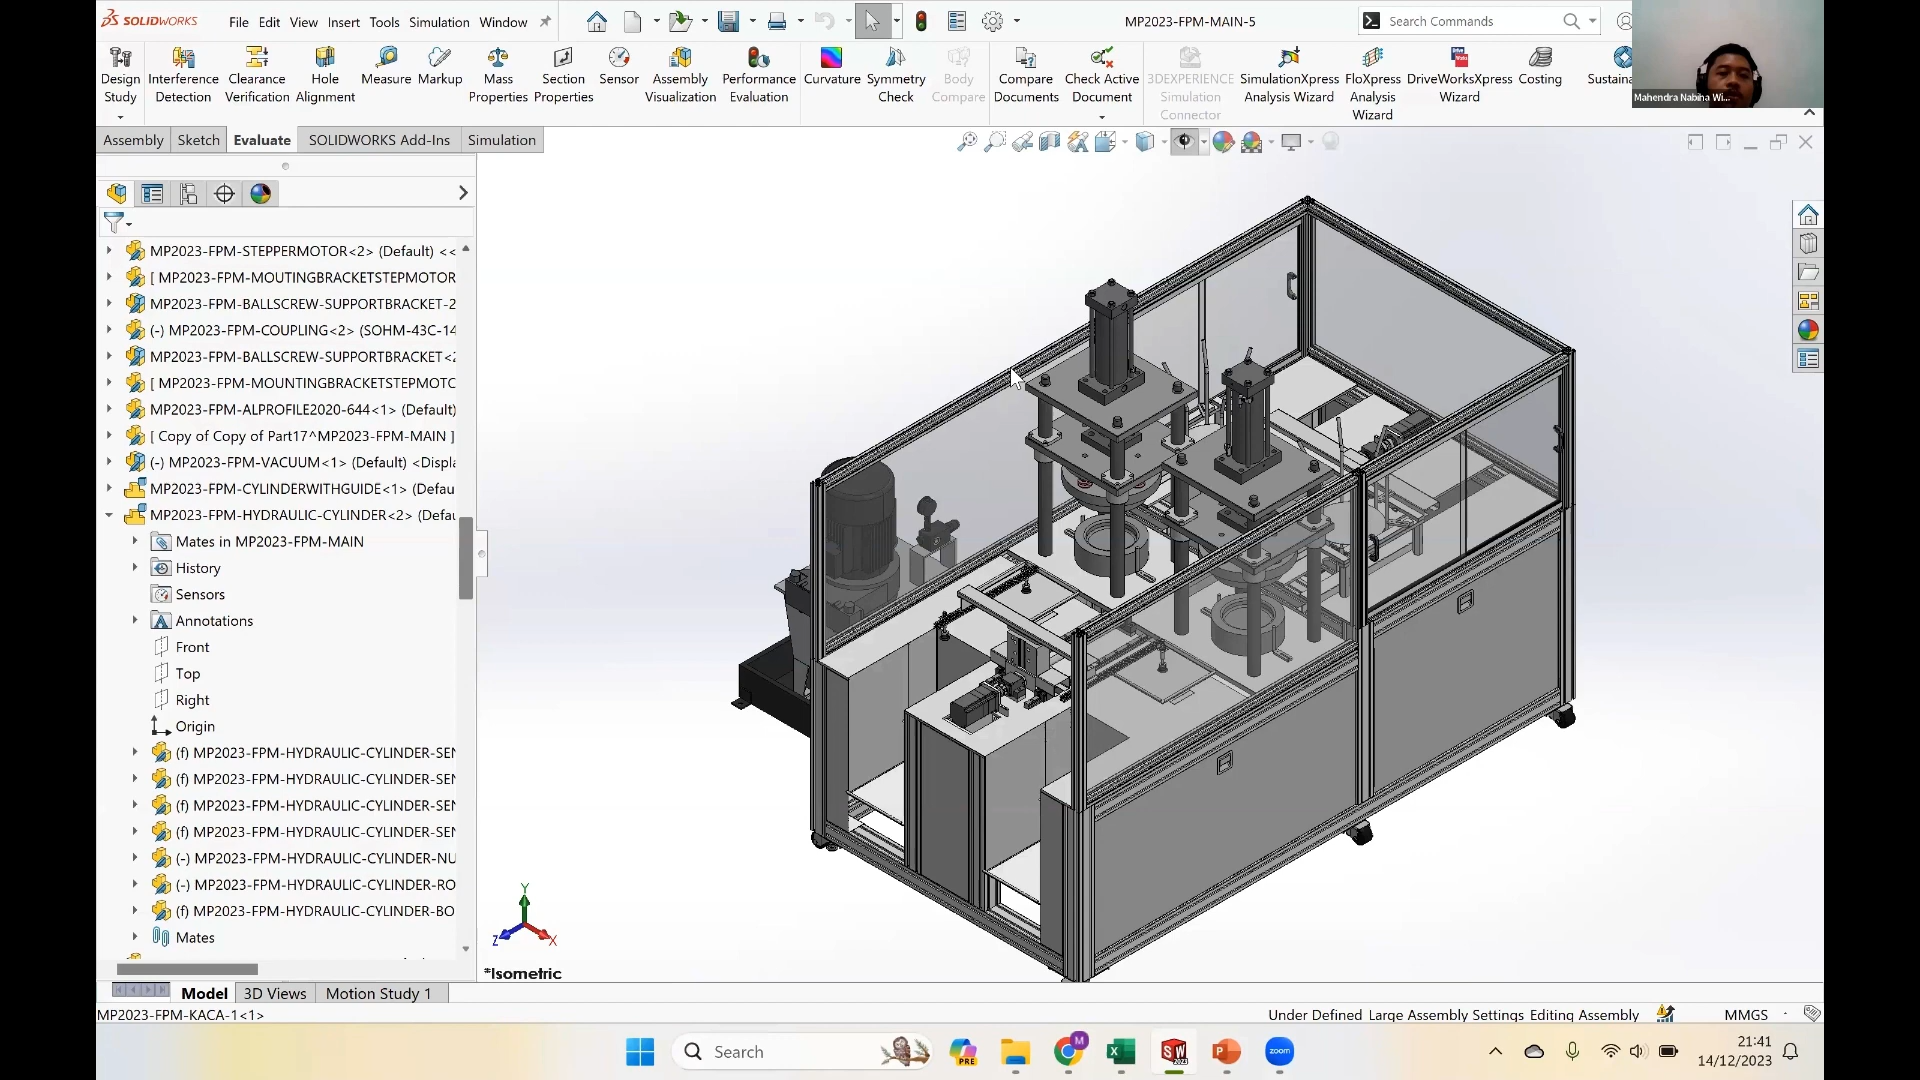 SOLIDWORKS
File Edit View Insert Tools Simulation Window
MP2023-FPM-MAIN-5
Search Commands
Mahendra Nabiha Wi...
Design Study
Interference Detection
Clearance Verification
Hole Alignment
Measure
Markup
Mass Properties
Section Properties
Sensor
Assembly Visualization
Performance Evaluation
Curvature
Symmetry Check
Body Compare
Compare Documents
Check Active Document
3DEXPERIENCE Simulation Connector
SimulationXpress Analysis Wizard
FloXpress Analysis Wizard
DriveWorksXpress Wizard
Costing
Sustaina
Assembly Sketch Evaluate SOLIDWORKS Add-Ins Simulation
MP2023-FPM-STEPPERMOTOR<2> (Default) <<
[ MP2023-FPM-MOUTINGBRACKETSTEPMOTOR
MP2023-FPM-BALLSCREW-SUPPORTBRACKET-2
(-) MP2023-FPM-COUPLING<2> (SOHM-43C-14
MP2023-FPM-BALLSCREW-SUPPORTBRACKET<2
[ MP2023-FPM-MOUNTINGBRACKETSTEPMOTC
MP2023-FPM-ALPROFILE2020-644<1> (Default)
[ Copy of Copy of Part17^MP2023-FPM-MAIN ]
(-) MP2023-FPM-VACUUM<1> (Default) <Displa
MP2023-FPM-CYLINDERWITHGUIDE<1> (Defau
MP2023-FPM-HYDRAULIC-CYLINDER<2> (Defau
Mates in MP2023-FPM-MAIN
History
Sensors
Annotations
Front
Top
Right
Origin
(f) MP2023-FPM-HYDRAULIC-CYLINDER-SEN
(f) MP2023-FPM-HYDRAULIC-CYLINDER-SEN
(f) MP2023-FPM-HYDRAULIC-CYLINDER-SEN
(f) MP2023-FPM-HYDRAULIC-CYLINDER-SEN
(-) MP2023-FPM-HYDRAULIC-CYLINDER-NU
(-) MP2023-FPM-HYDRAULIC-CYLINDER-RO
(f) MP2023-FPM-HYDRAULIC-CYLINDER-BO
Mates
Y
Z
X
*Isometric
Model 3D Views Motion Study 1
MP2023-FPM-KACA-1<1>
Under Defined Large Assembly Settings Editing Assembly MMGS
Search
PRE
M
zoom
21:41
14/12/2023